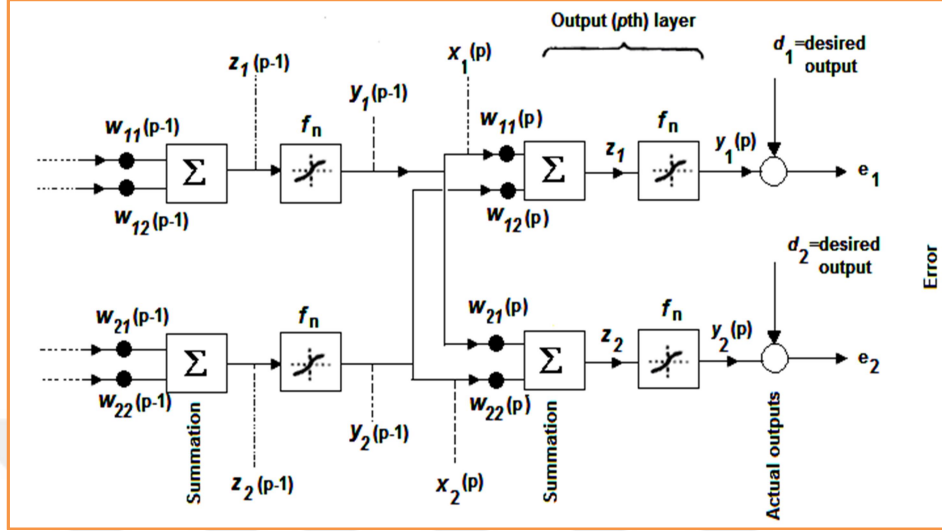 Output (pth) layer
d1=desired
output
z1(p-1)
x1(p)
y1(p-1)
w11(p-1)
fn
w11(p)
fn
y1(p)
Σ
Σ
z1
e1
w12(p-1)
w12(p)
d2=desired
output
Error
w21(p-1)
fn
w21(p)
fn
y2(p)
Σ
Σ
z2
e2
w22(p-1)
w22(p)
Summation
y2(p-1)
Summation
Actual outputs
z2(p-1)
x2(p)